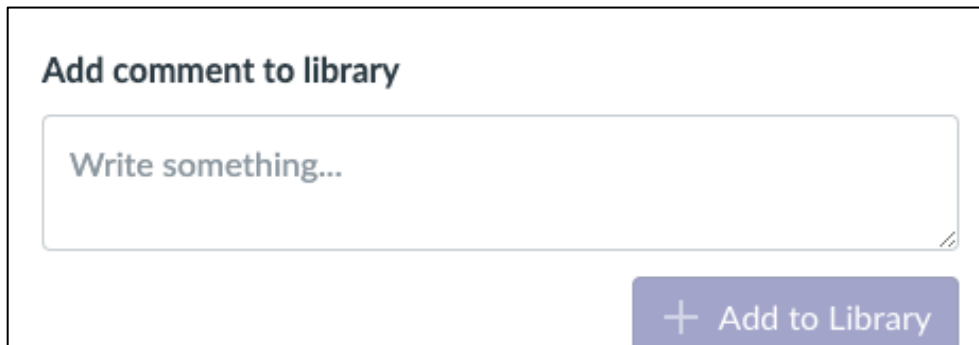 Add comment to library
Write something...
+ Add to Library